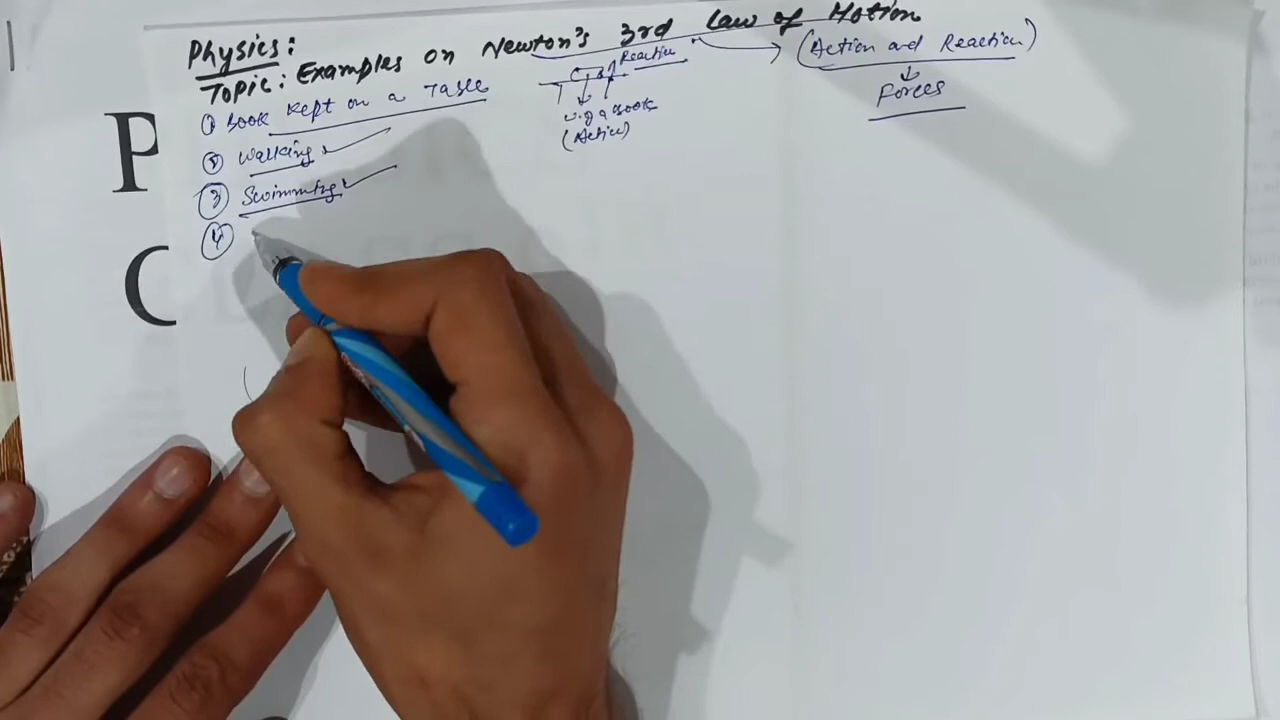 Physics:
Topic: Examples on Newton's 3rd Law of Motion
(Action and Reaction)
Forces
① Book kept on a Table
Reaction
w. of a Book
(Action)
② Walking
③ Swimming
④
P
C